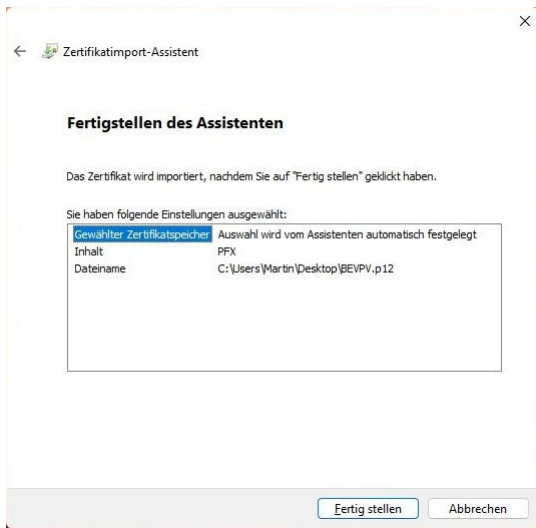 Zertifikatimport-Assistent
Fertigstellen des Assistenten
Das Zertifikat wird importiert, nachdem Sie auf "Fertig stellen" geklickt haben.
Sie haben folgende Einstellungen ausgewählt:
Gewählter Zertifikatspeicher Auswahl wird vom Assistenten automatisch festgelegt
Inhalt PFX
Dateiname C:\Users\Martin\Desktop\BEVPV.p12
Fertig stellen Abbrechen